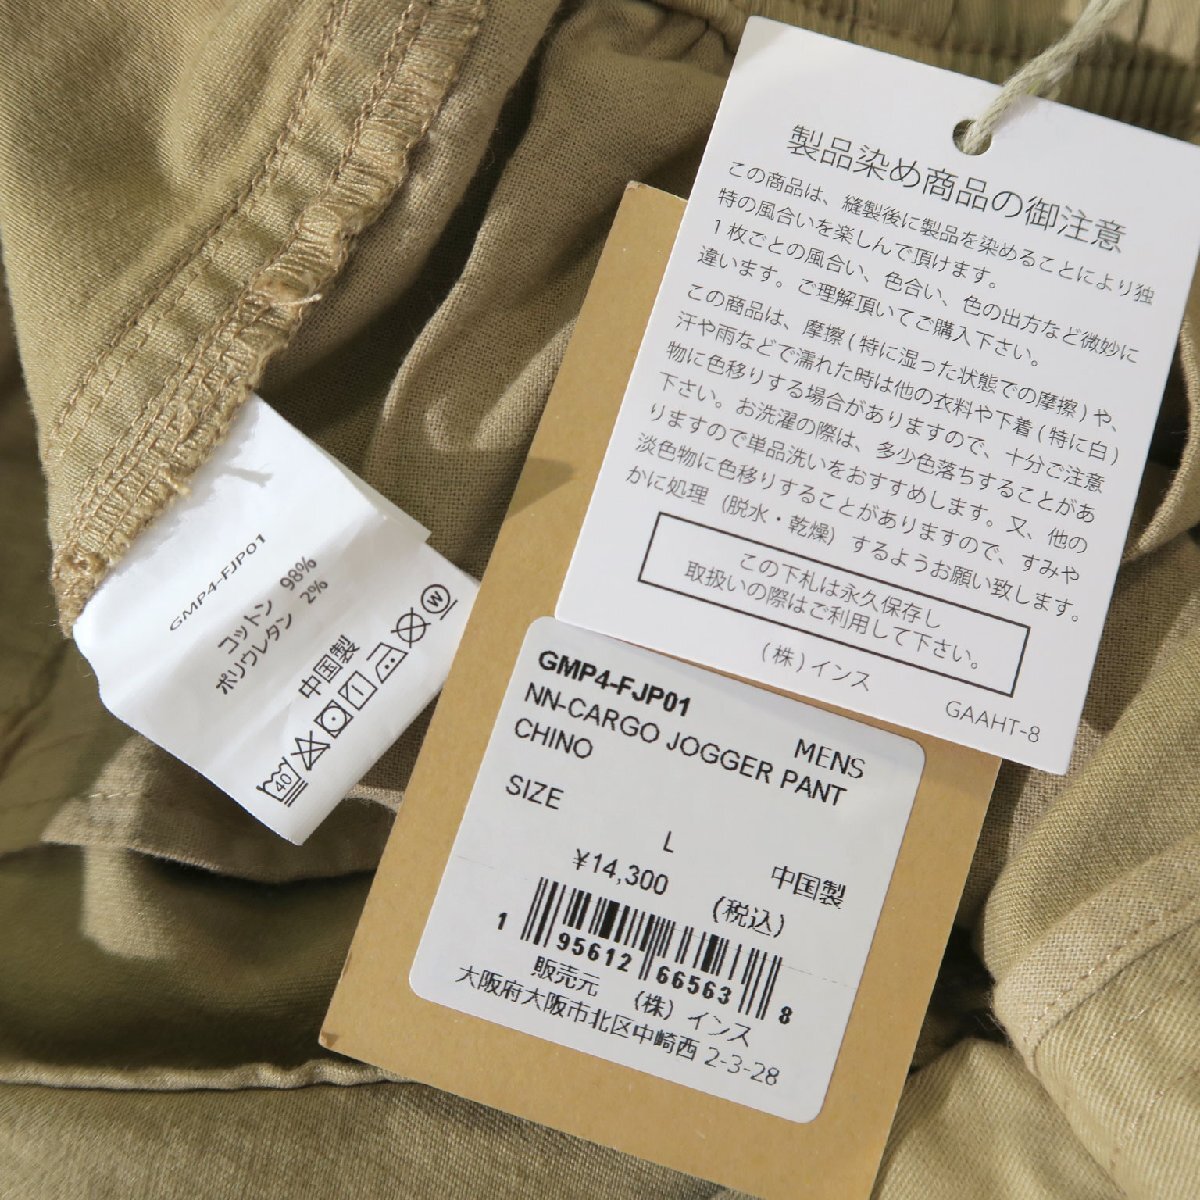 製品染め商品の御注意
この商品は、縫製後に製品を染めることにより独
特の風合いを楽しんで頂けます。
１枚ごとの風合い、色合い、色の出方など微妙に
違います。ご理解頂いてご購入下さい。
この商品は、摩擦(特に湿った状態での摩擦)や、
汗や雨などで濡れた時は他の衣料や下着(特に白)
物に色移りする場合がありますので、十分ご注意
下さい。お洗濯の際は、多少色落ちすることがあ
りますので単品洗いをおすすめします。又、他の
淡色物に色移りすることがありますので、すみや
かに処理（脱水・乾燥）するようお願い致します。
この下札は永久保存し
取扱いの際はご利用して下さい。
(株)インス
GAAHT-8
GMP4-FJP01
コットン 98%
ポリウレタン 2%
中国製
40
W
GMP4-FJP01
MENS
NN-CARGO JOGGER PANT
CHINO
SIZE
L
¥14,300
中国製
(税込)
1 95612 66563 8
販売元 (株) インス
大阪府大阪市北区中崎西 2-3-28